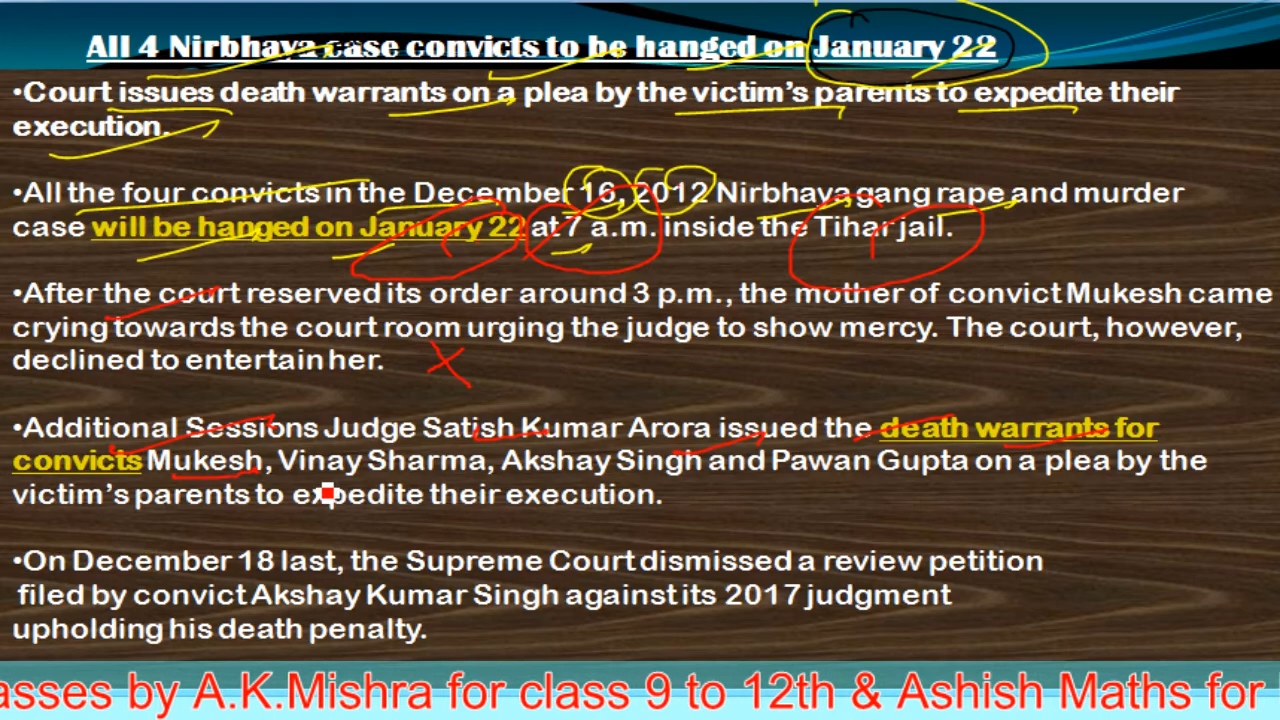 All 4 Nirbhaya case convicts to be hanged on January 22
•Court issues death warrants on a plea by the victim's parents to expedite their
execution.
•All the four convicts in the December 16, 2012 Nirbhaya gang rape and murder
case will be hanged on January 22 at 7 a.m. inside the Tihar jail.
•After the court reserved its order around 3 p.m., the mother of convict Mukesh came
crying towards the court room urging the judge to show mercy. The court, however,
declined to entertain her.
•Additional Sessions Judge Satish Kumar Arora issued the death warrants for
convicts Mukesh, Vinay Sharma, Akshay Singh and Pawan Gupta on a plea by the
victim's parents to expedite their execution.
•On December 18 last, the Supreme Court dismissed a review petition
filed by convict Akshay Kumar Singh against its 2017 judgment
upholding his death penalty.
asses by A.K.Mishra for class 9 to 12th & Ashish Maths for